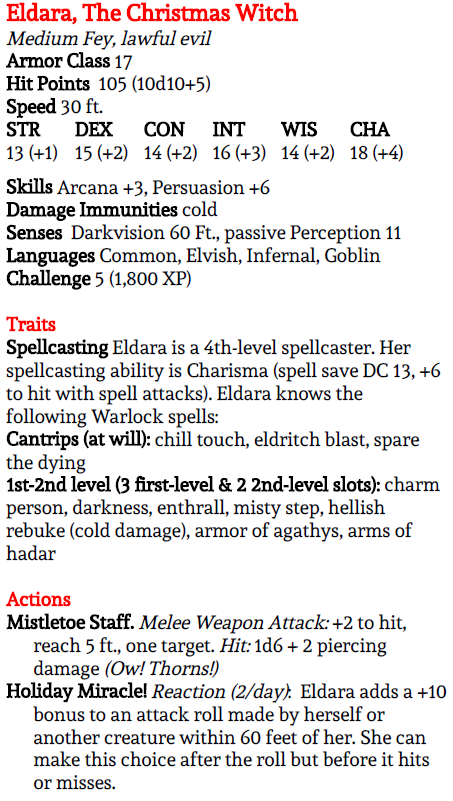 Eldara, The Christmas Witch
Medium Fey, lawful evil
Armor Class 17
Hit Points  105 (10d10+5)
Speed 30 ft.
STR DEX CON INT WIS CHA
13 (+1) 15 (+2) 14 (+2) 16 (+3) 14 (+2) 18 (+4)
Skills Arcana +3, Persuasion +6
Damage Immunities cold
Senses  Darkvision 60 Ft., passive Perception 11
Languages Common, Elvish, Infernal, Goblin
Challenge 5 (1,800 XP)
Traits
Spellcasting Eldara is a 4th-level spellcaster. Her
spellcasting ability is Charisma (spell save DC 13, +6
to hit with spell attacks). Eldara knows the
following Warlock spells:
Cantrips (at will): chill touch, eldritch blast, spare
the dying
1st-2nd level (3 first-level & 2 2nd-level slots): charm
person, darkness, enthrall, misty step, hellish
rebuke (cold damage), armor of agathys, arms of
hadar
Actions
Mistletoe Staff. Melee Weapon Attack: +2 to hit,
reach 5 ft., one target. Hit: 1d6 + 2 piercing
damage (Ow! Thorns!)
Holiday Miracle! Reaction (2/day):  Eldara adds a +10
bonus to an attack roll made by herself or
another creature within 60 feet of her. She can
make this choice after the roll but before it hits
or misses.